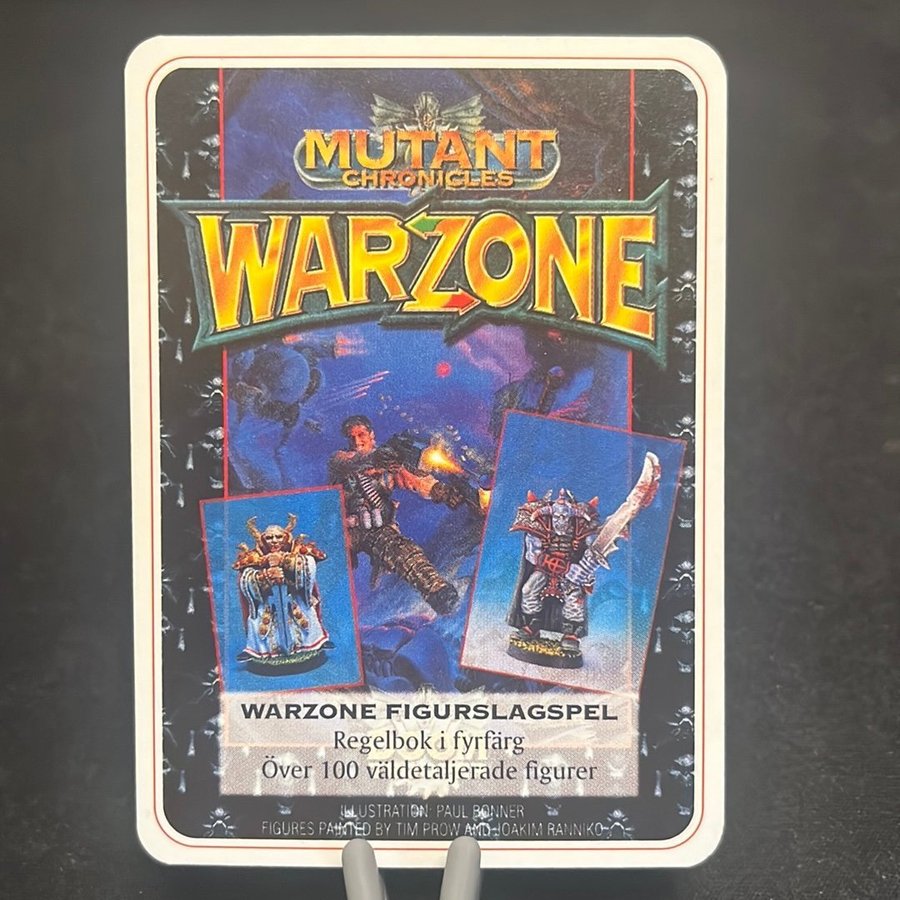 MUTANT
CHRONICLES
WARZONE
WARZONE FIGURSLAGSPEL
Regelbok i fyrfärg
Över 100 väldetaljerade figurer
ILLUSTRATION: PAUL BONNER
FIGURES PAINTED BY TIM PROW AND JOAKIM RANNIKO